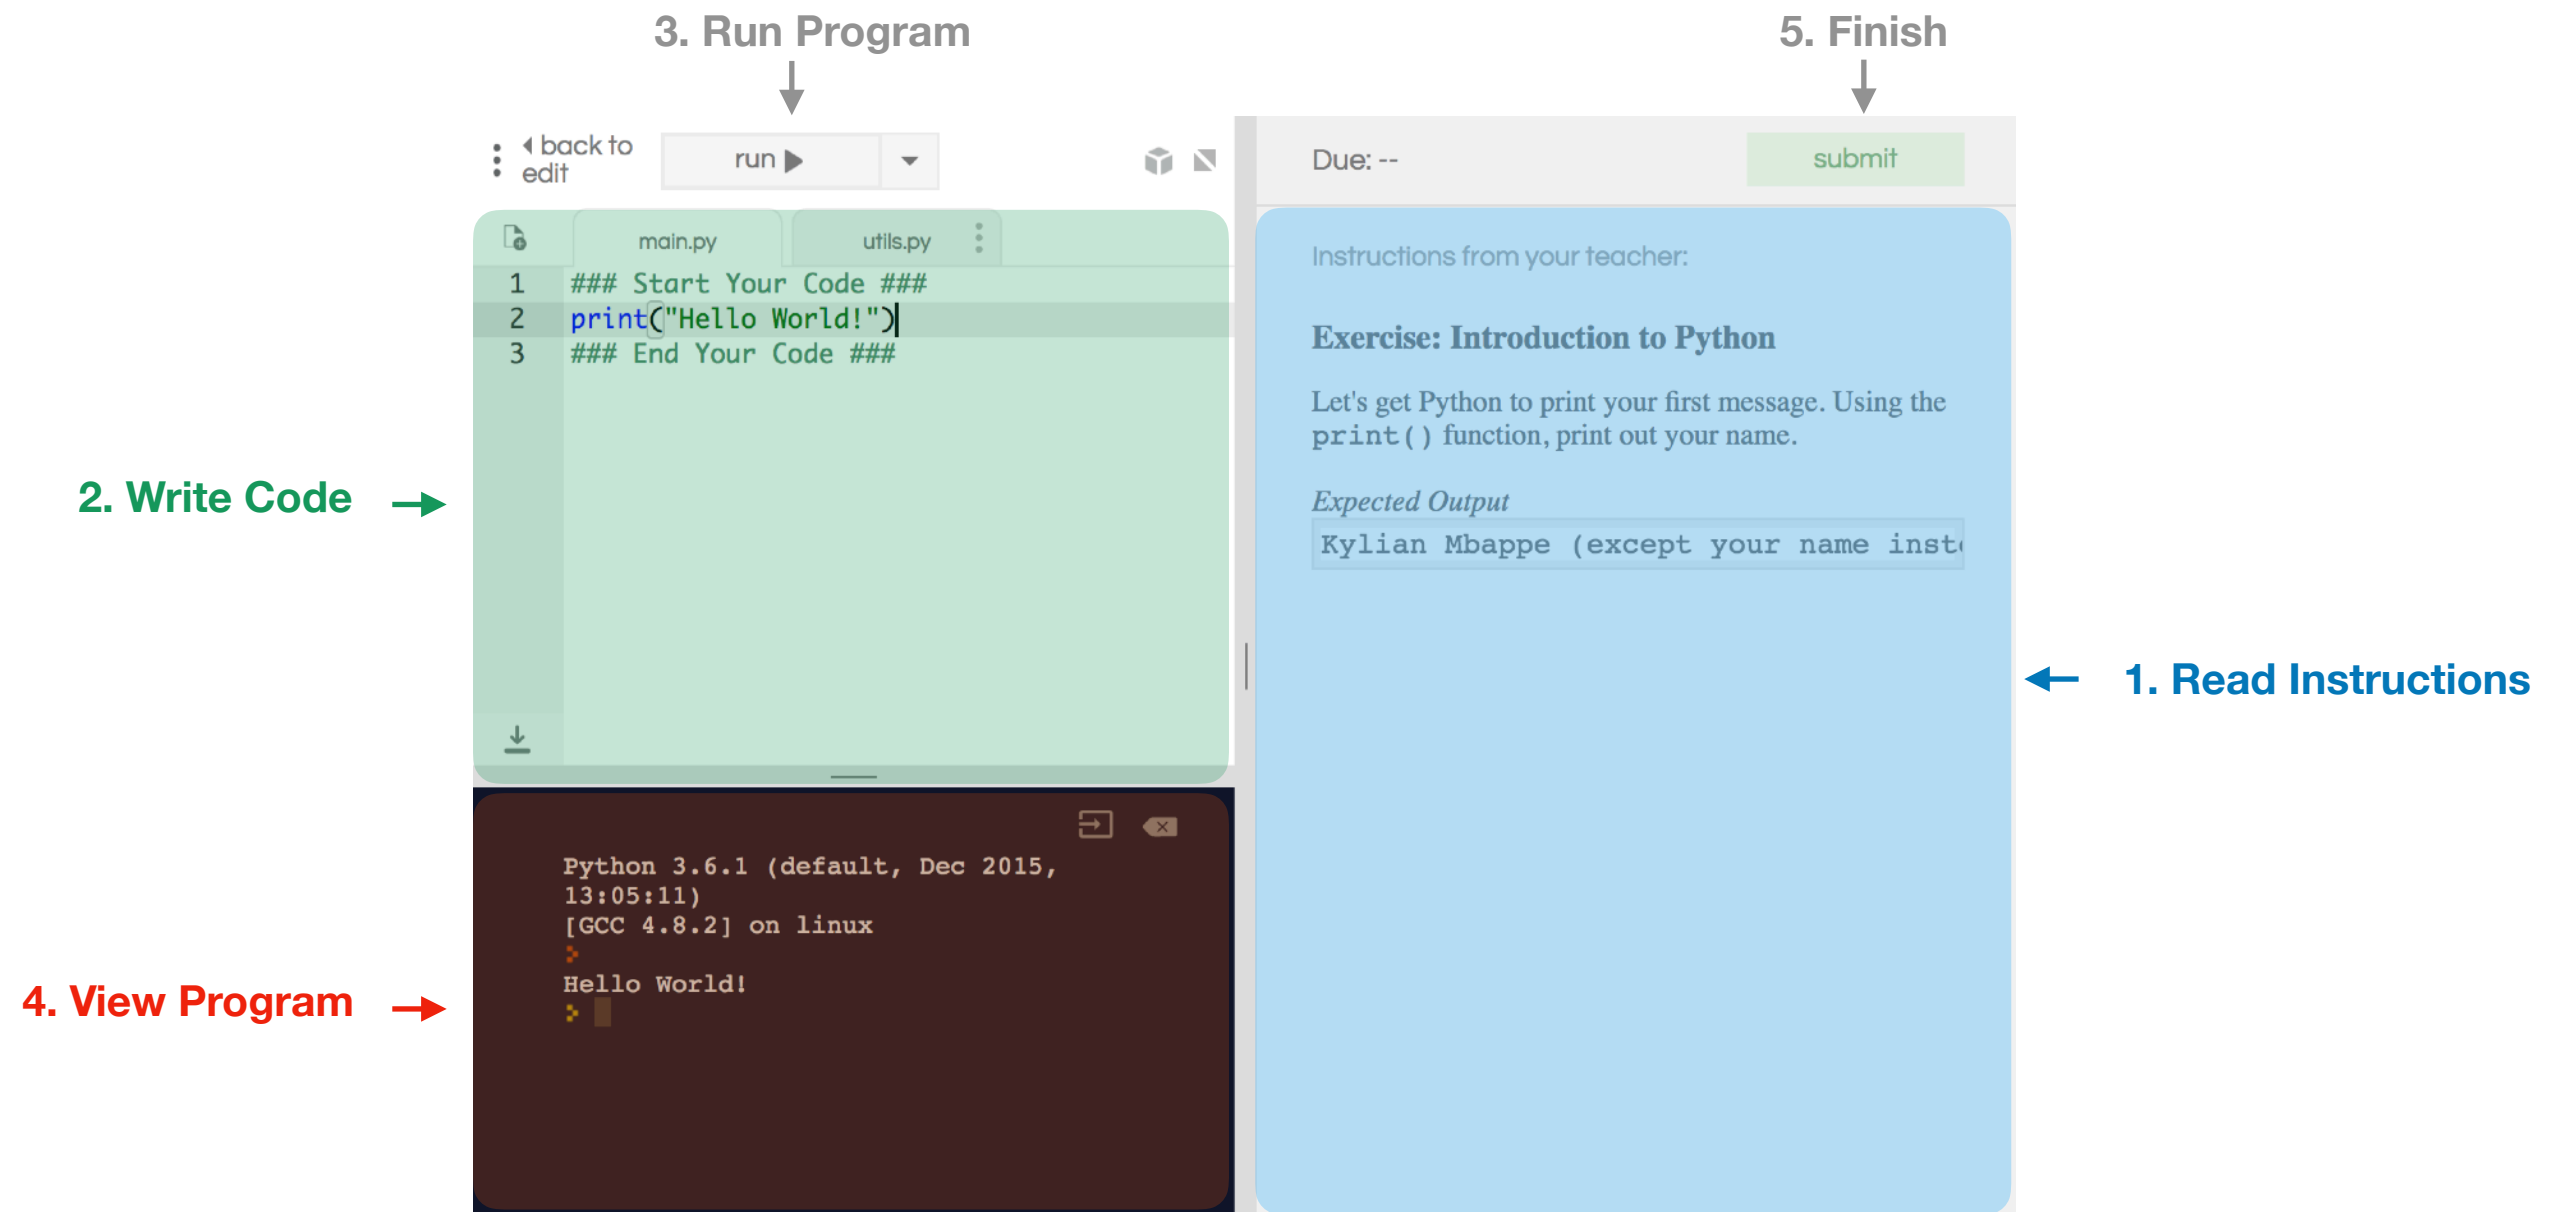 3. Run Program
5. Finish
back to
edit
run
Due: --
submit
main.py
utils.py
1 ### Start Your Code ###
2 print("Hello World!")
3 ### End Your Code ###
Instructions from your teacher:
Exercise: Introduction to Python
Let's get Python to print your first message. Using the
print() function, print out your name.
Expected Output
Kylian Mbappe (except your name inst
2. Write Code
1. Read Instructions
Python 3.6.1 (default, Dec 2015,
13:05:11)
[GCC 4.8.2] on linux
>
Hello World!
>
4. View Program